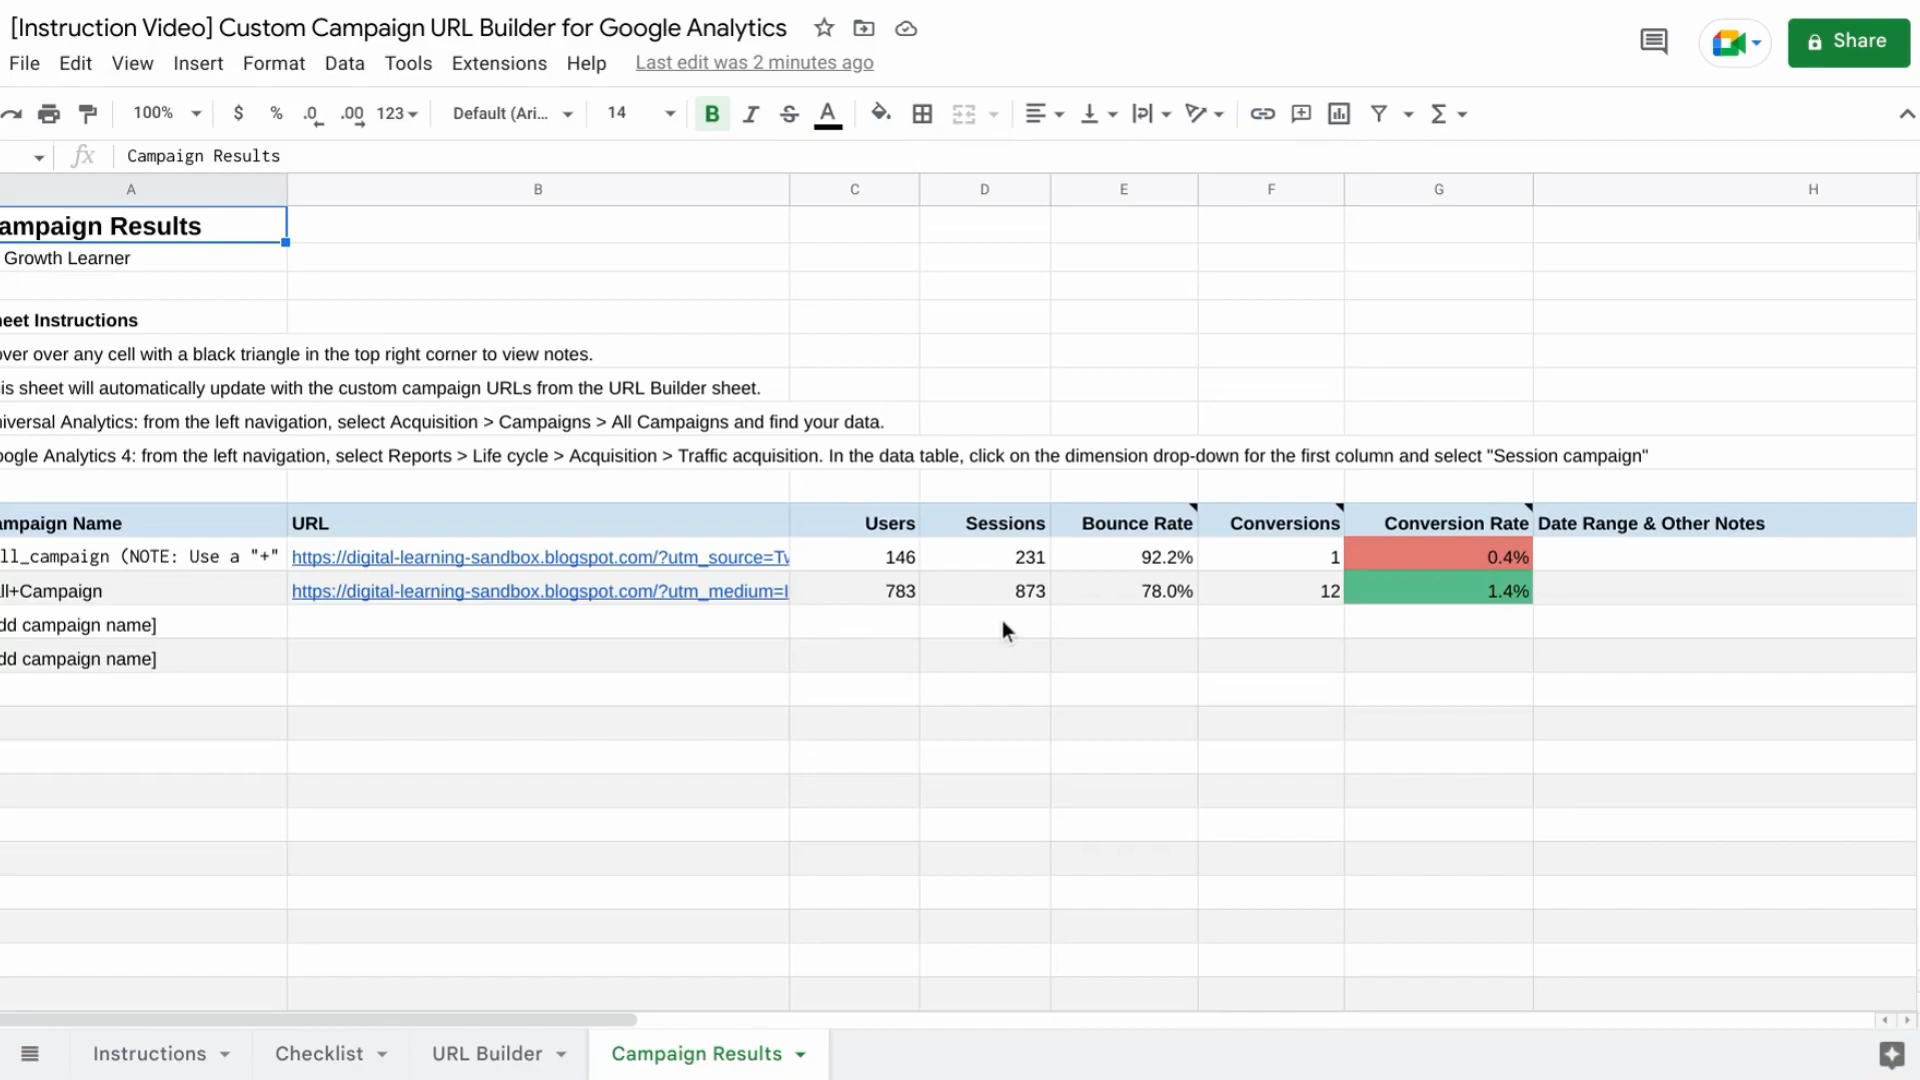 [Instruction Video] Custom Campaign URL Builder for Google Analytics
Share
File Edit View Insert Format Data Tools Extensions Help Last edit was 2 minutes ago
100% $ % .0 .00 123 Default (Ari... 14 B I S A
fx Campaign Results
A B C D E F G H
ampaign Results
Growth Learner
eet Instructions
over over any cell with a black triangle in the top right corner to view notes.
is sheet will automatically update with the custom campaign URLs from the URL Builder sheet.
iversal Analytics: from the left navigation, select Acquisition > Campaigns > All Campaigns and find your data.
oogle Analytics 4: from the left navigation, select Reports > Life cycle > Acquisition > Traffic acquisition. In the data table, click on the dimension drop-down for the first column and select "Session campaign"
ampaign Name URL Users Sessions Bounce Rate Conversions Conversion Rate Date Range & Other Notes
ll_campaign (NOTE: Use a "+" https://digital-learning-sandbox.blogspot.com/?utm_source=Tw 146 231 92.2% 1 0.4%
ll+Campaign https://digital-learning-sandbox.blogspot.com/?utm_medium=I 783 873 78.0% 12 1.4%
dd campaign name]
dd campaign name]
Instructions Checklist URL Builder Campaign Results